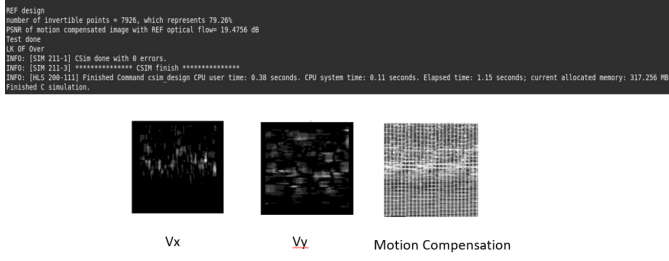 REF design
number of invertible points = 7926, which represents 79.26%
PSNR of motion compensated image with REF optical flow= 19.4756 dB
Test done
LK OF Over
INFO: [SIM 211-1] CSim done with 0 errors.
INFO: [SIM 211-3] *************** CSIM finish ***************
INFO: [HLS 200-111] Finished Command csim_design CPU user time: 0.38 seconds. CPU system time: 0.11 seconds. Elapsed time: 1.15 seconds; current allocated memory: 317.256 MB
Finished C simulation.
Vx
Vy
Motion Compensation